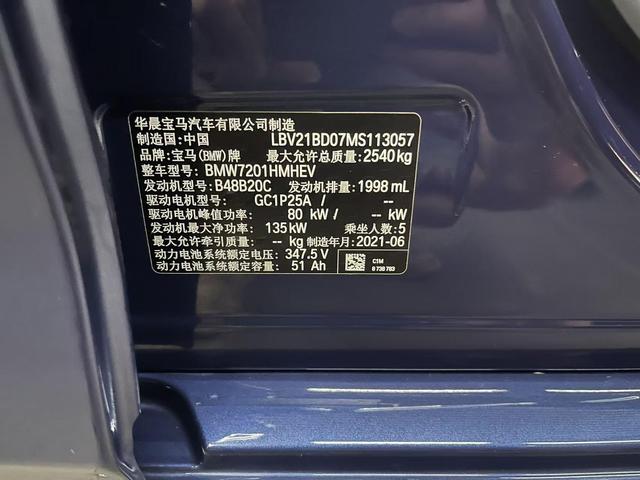 华晨宝马汽车有限公司制造
制造国:中国 LBV21BD07MS113057
品牌:宝马(BMW)牌 最大允许总质量:2540kg
整车型号: BMW7201HMHEV
发动机型号:B48B20C 发动机排量:1998 mL
驱动电机型号: GC1P25A / --
驱动电机峰值功率: 80 kW / -- kW
发动机最大净功率: 135kW 乘坐人数:5
最大允许牵引质量: -- kg 制造年月:2021-06
动力电池系统额定电压: 347.5 V
动力电池系统额定容量: 51 Ah
C1M
6 738 783